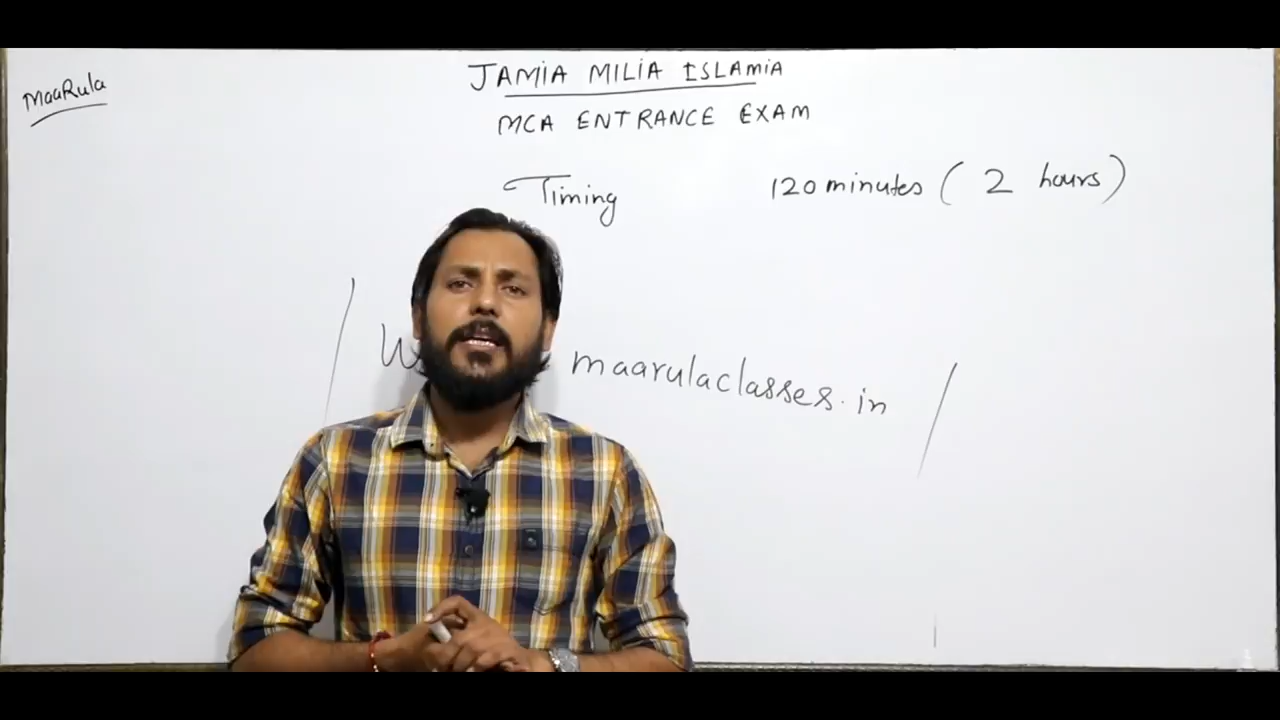 MaaRula
JAMIA MILIA ISLAMIA
MCA ENTRANCE EXAM
Timing 120 minutes ( 2 hours )
maarulaclasses.in